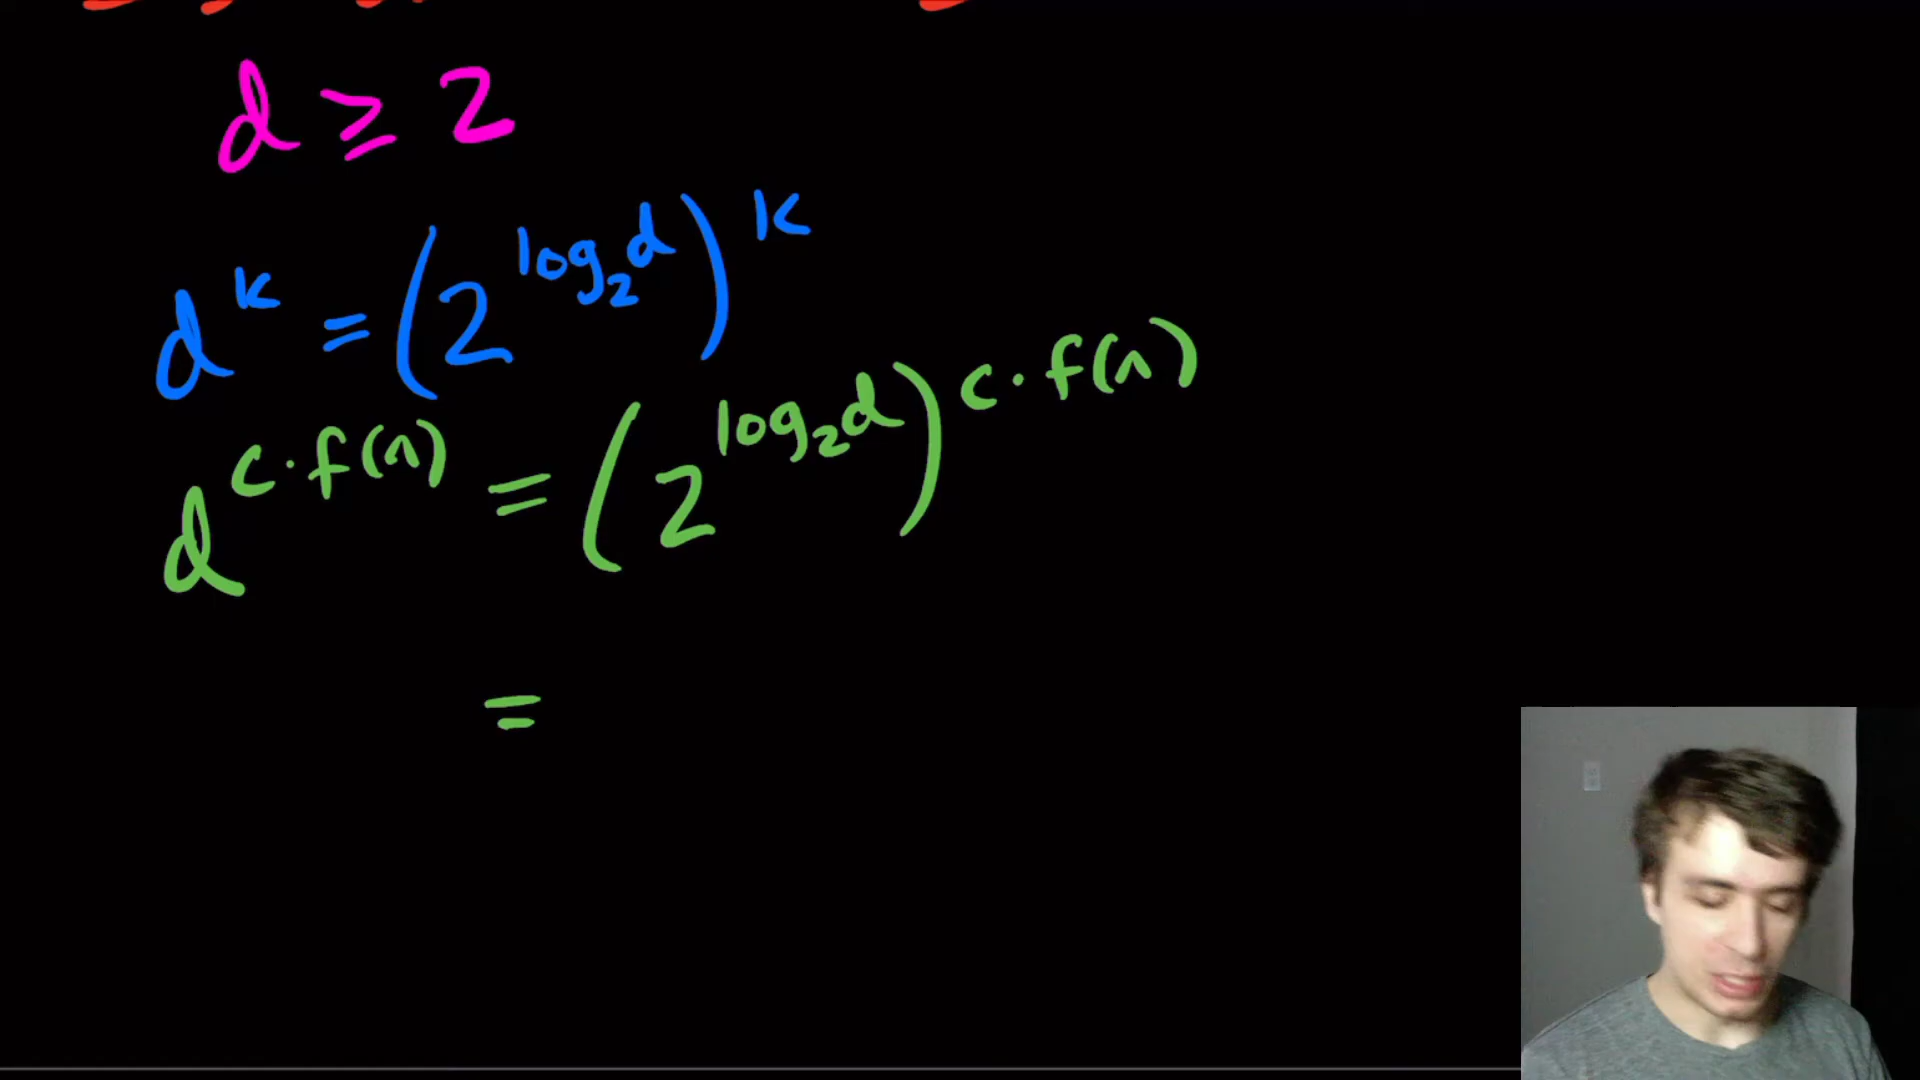 d ≥ 2
d^k = (2^{log_2 d})^k
d^{c·f(n)} = (2^{log_2 d})^{c·f(n)}
=